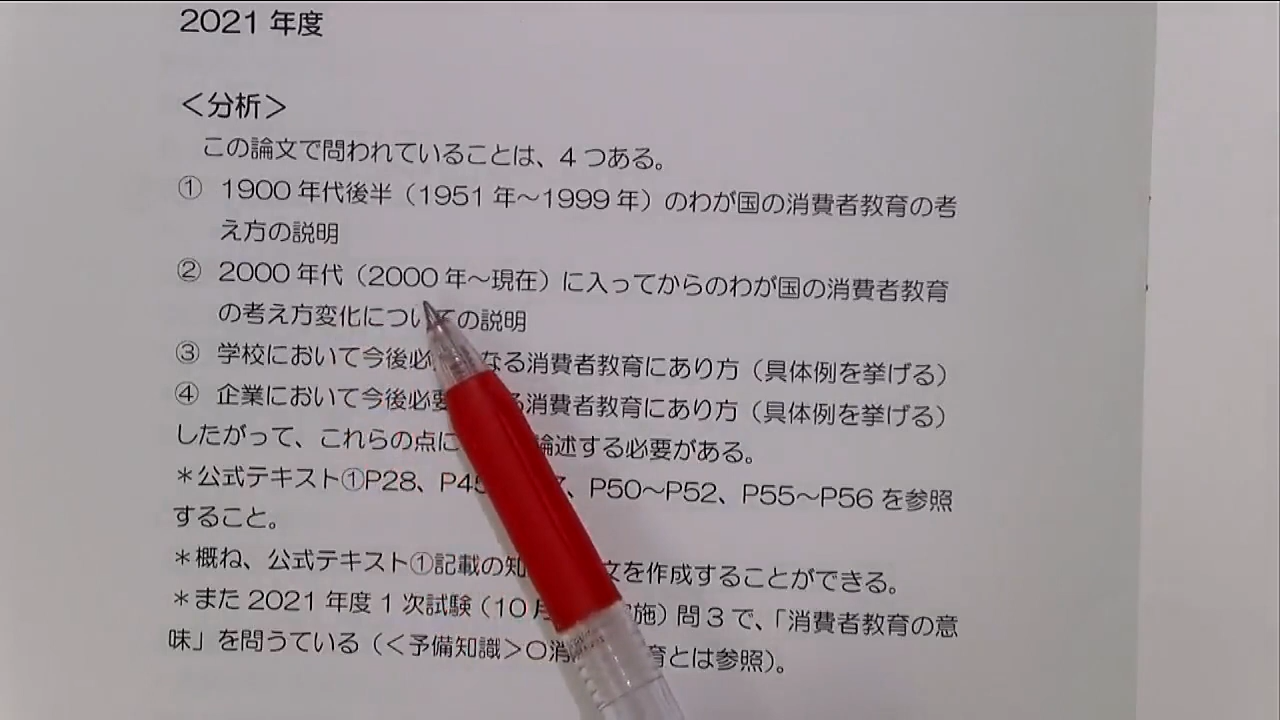 2021 年度
＜分析＞
この論文で問われていることは、4 つある。
① 1900 年代後半（1951 年～1999 年）のわが国の消費者教育の考
え方の説明
② 2000 年代（2000 年～現在）に入ってからのわが国の消費者教育
の考え方変化についての説明
③ 学校において今後必 なる消費者教育にあり方（具体例を挙げる）
④ 企業において今後必要 る消費者教育にあり方（具体例を挙げる）
したがって、これらの点に 論述する必要がある。
＊公式テキスト①P28、P45 7、P50～P52、P55～P56 を参照
すること。
＊概ね、公式テキスト①記載の知 文を作成することができる。
＊また 2021 年度 1 次試験（10 月 実施）問 3 で、「消費者教育の意
味」を問うている（＜予備知識＞〇消 育とは参照）。